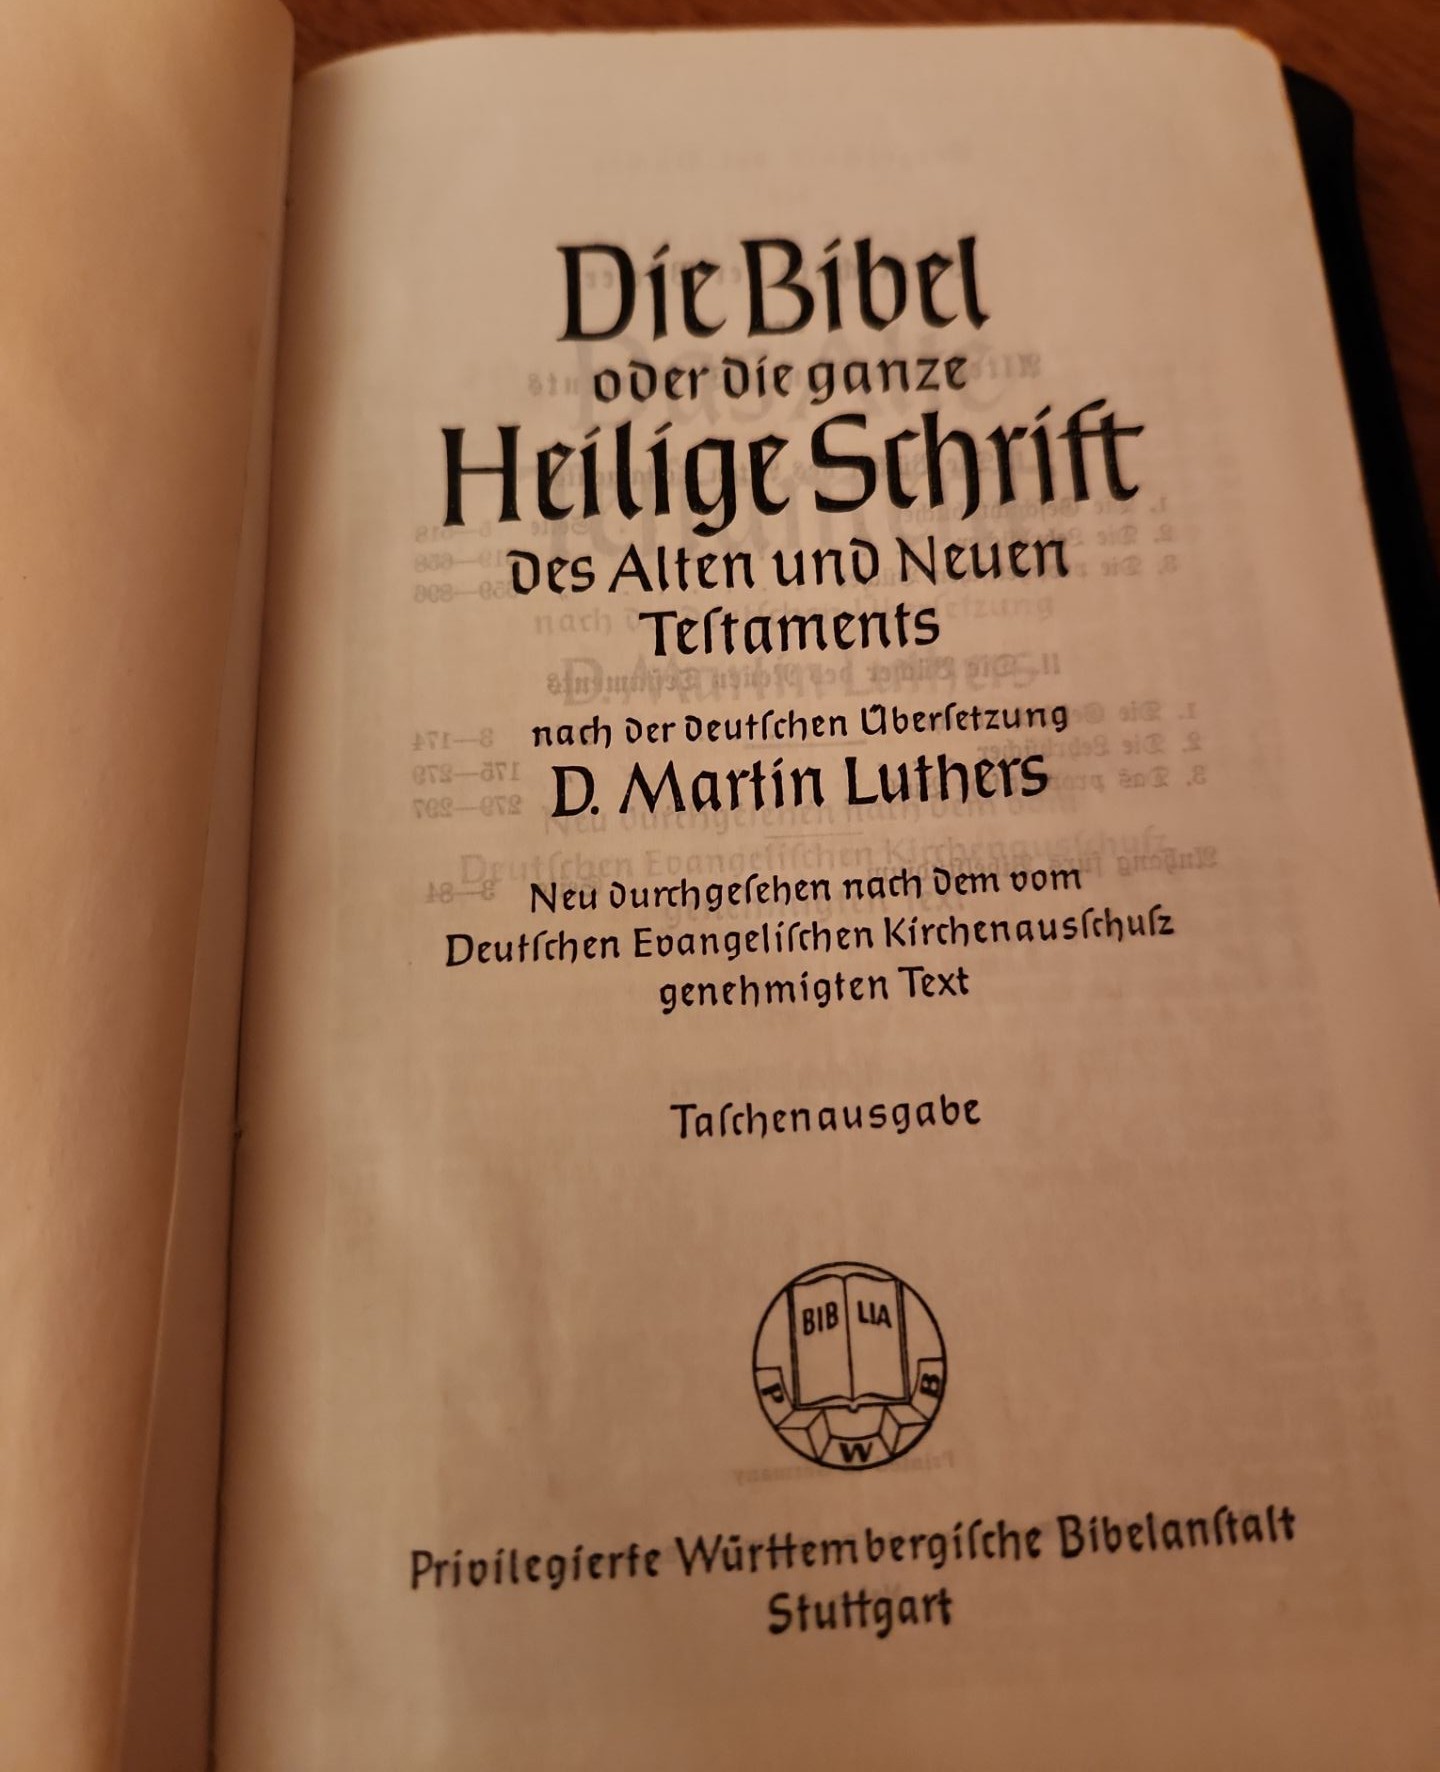 Die Bibel
oder die ganze
Heilige Schrift
des Alten und Neuen
Teſtaments
nach der deutſchen Überſetzung
D. Martin Luthers
Neu durchgeſehen nach dem vom
Deutſchen Evangeliſchen Kirchenausſchuſz
genehmigten Text
Taſchenausgabe
BIB LIA
P W B
Privilegierte Württembergiſche Bibelanſtalt
Stuttgart